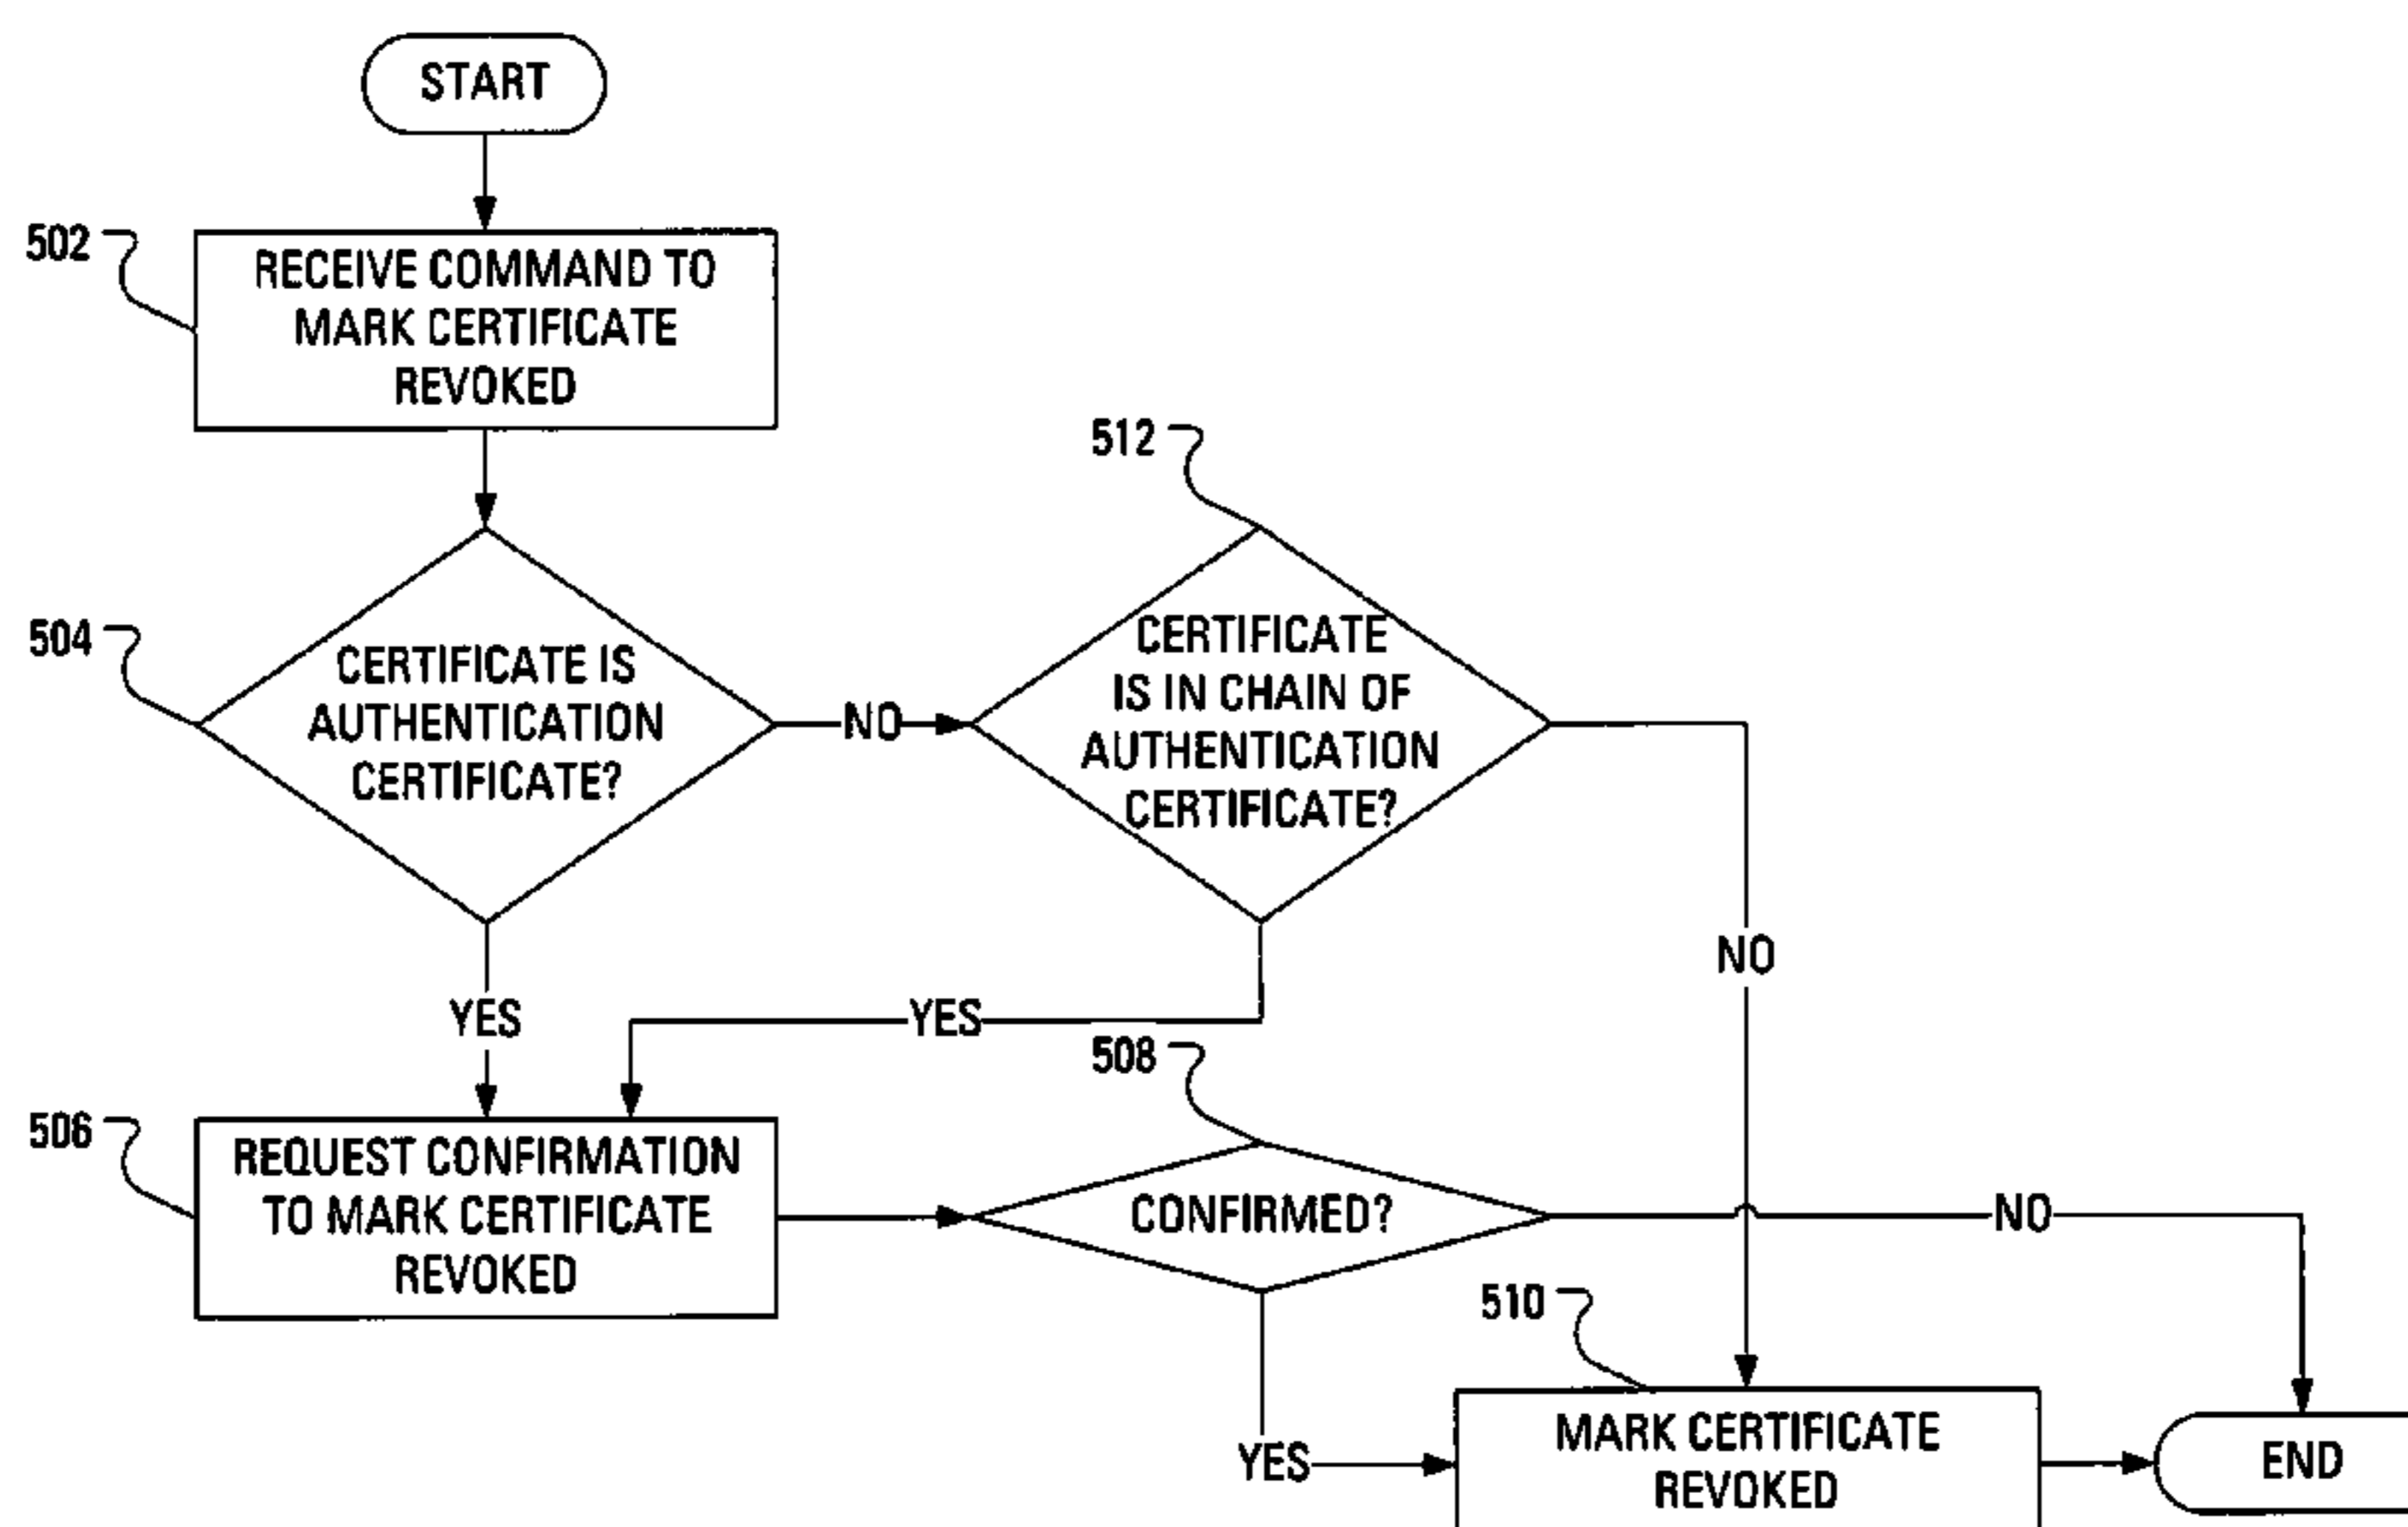 START
502
RECEIVE COMMAND TO
MARK CERTIFICATE
REVOKED
512
504
CERTIFICATE IS
AUTHENTICATION
CERTIFICATE?
NO
CERTIFICATE
IS IN CHAIN OF
AUTHENTICATION
CERTIFICATE?
NO
YES
YES
508
506
REQUEST CONFIRMATION
TO MARK CERTIFICATE
REVOKED
CONFIRMED?
NO
510
YES
MARK CERTIFICATE
REVOKED
END